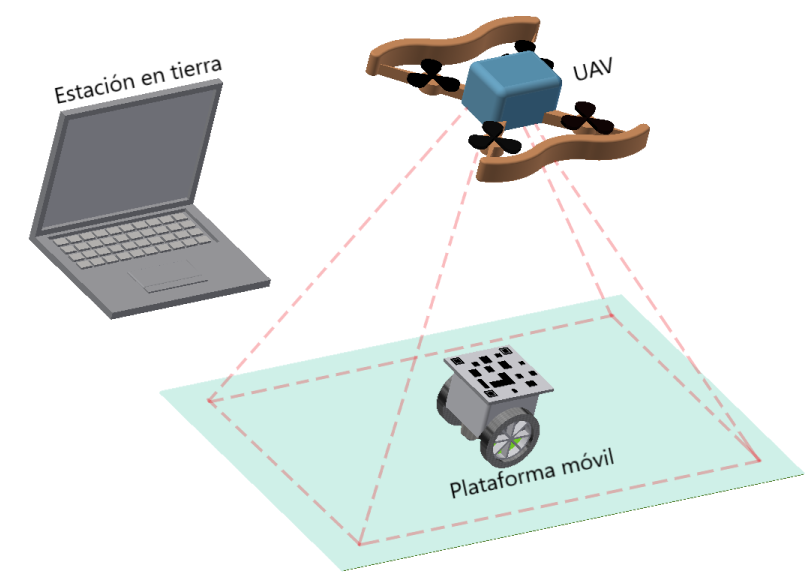 Estación en tierra
UAV
Plataforma móvil